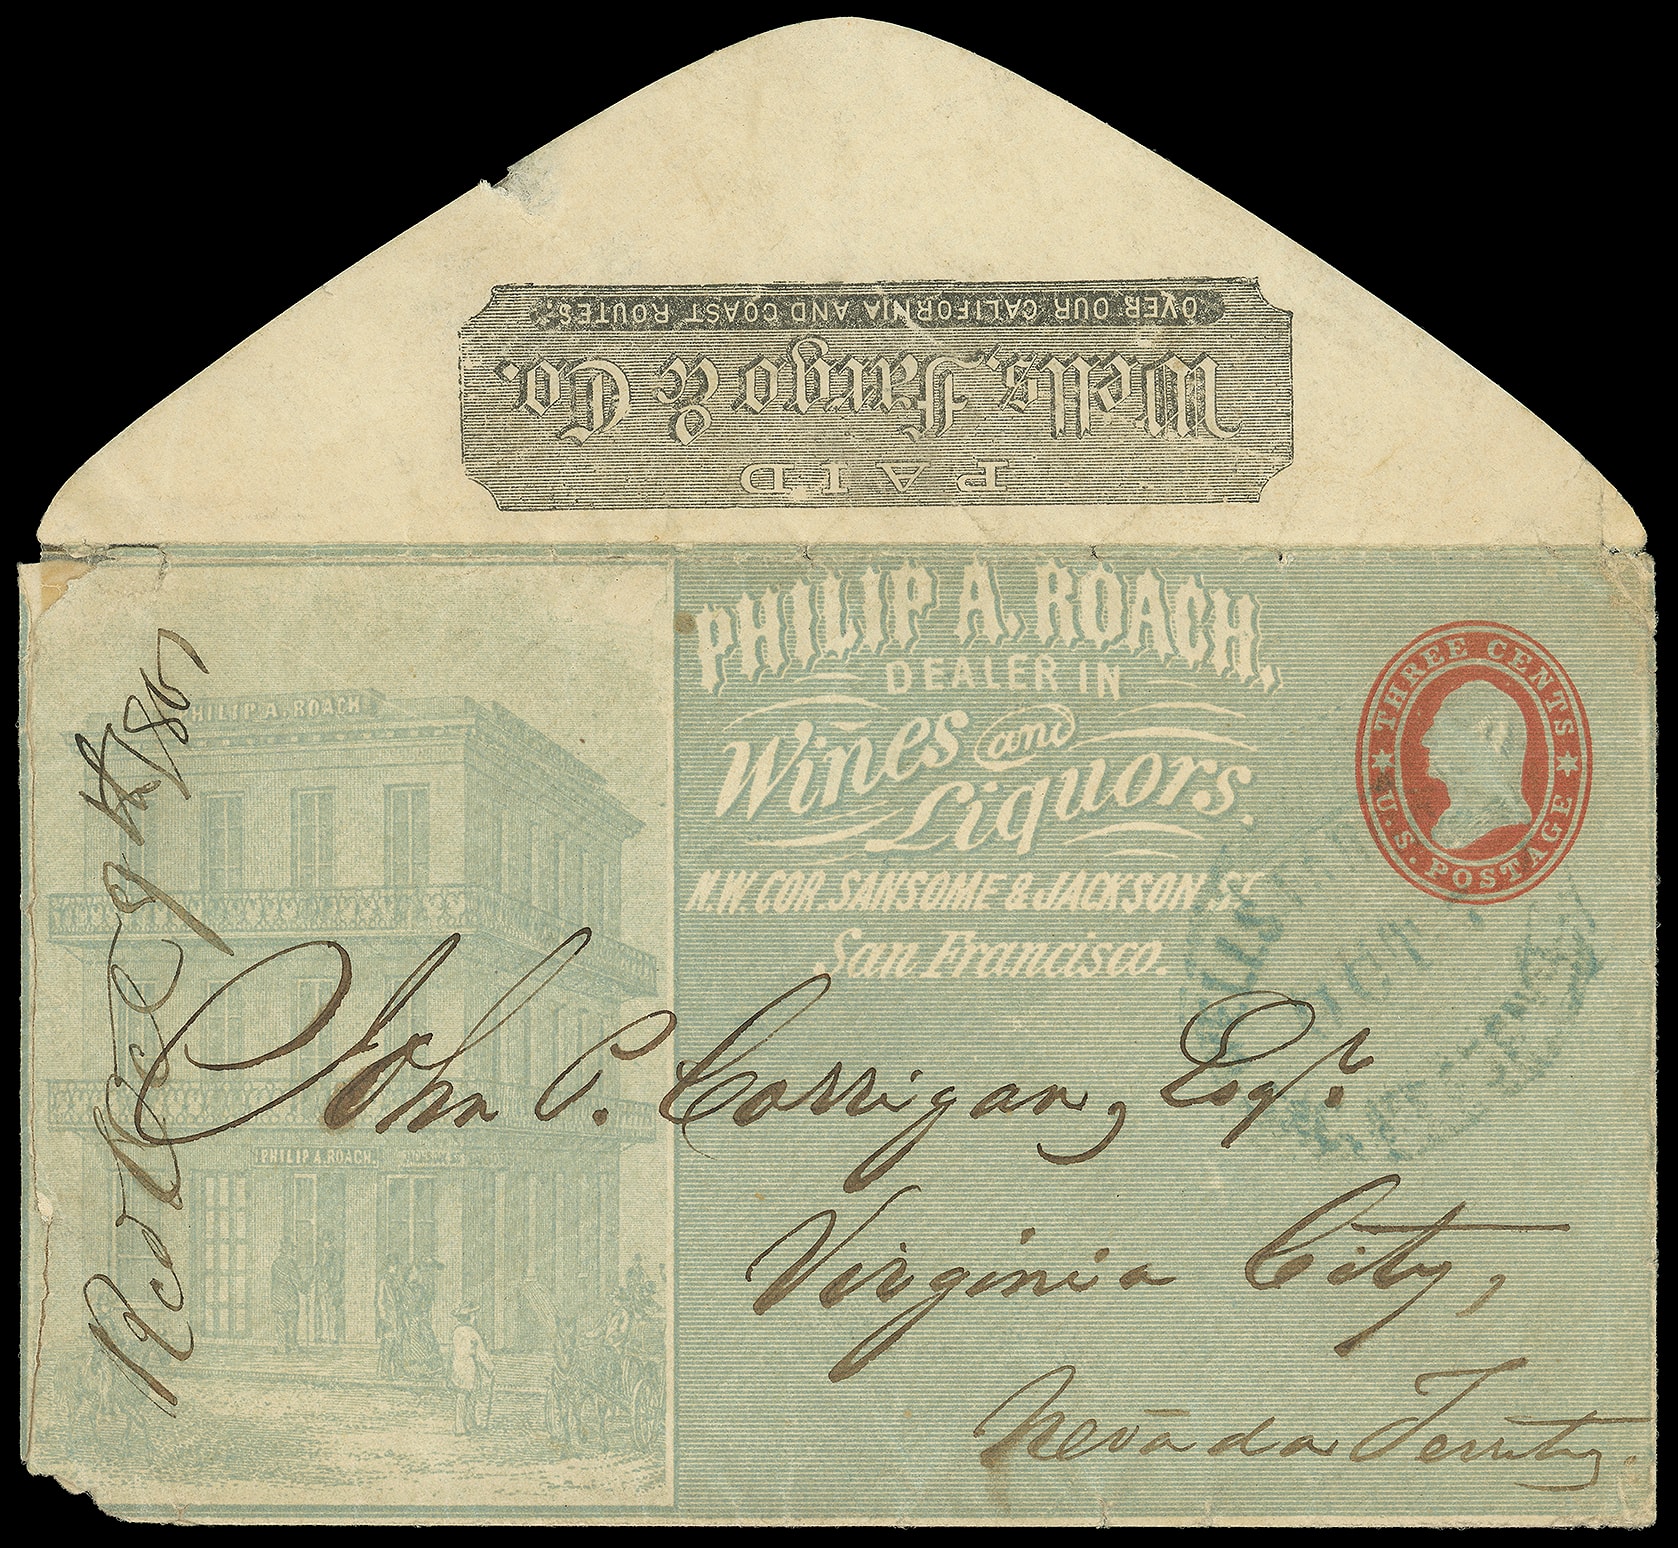 PAID
Wells, Fargo & Co.
OVER OUR CALIFORNIA AND COAST ROUTES.
PHILIP A. ROACH,
DEALER IN
Wines and
Liquors.
N.W. COR. SANSOME & JACKSON ST.
San Francisco.
THREE CENTS
U.S. POSTAGE
PHILIP A. ROACH
PHILIP A. ROACH.
John C. Corrigan, Esqr.
Virginia City,
Nevada Territy.
9th